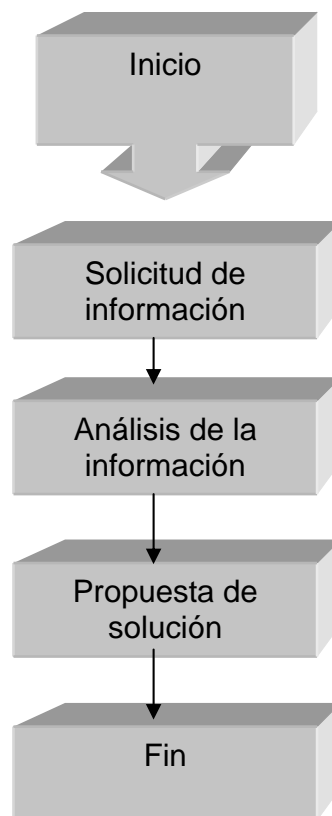 Inicio
Solicitud de
información
Análisis de la
información
Propuesta de
solución
Fin